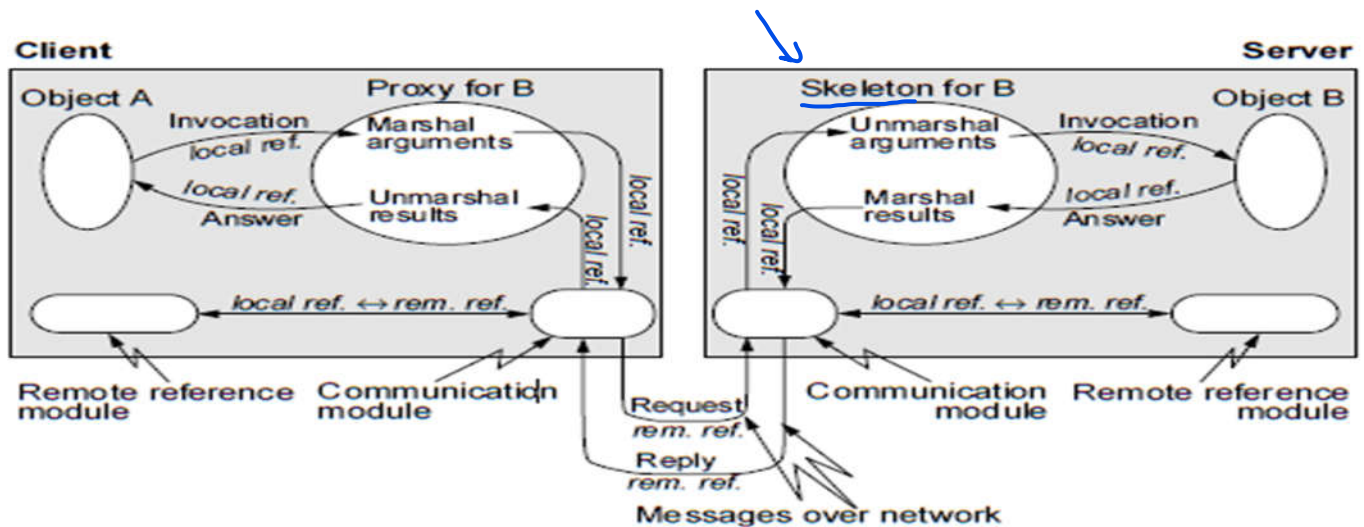 Client
Server
Object A
Proxy for B
Invocation
local ref.
Marshal
arguments
local ref.
Answer
Unmarshal
results
local ref.
local ref.
local ref. ↔ rem. ref.
Remote reference
module
Communication
module
Skeleton for B
Object B
Unmarshal
arguments
Invocation
local ref.
Marshal
results
local ref.
Answer
local ref.
local ref.
local ref. ↔ rem. ref.
Communication
module
Remote reference
module
Request
rem. ref.
Reply
rem. ref.
Messages over network